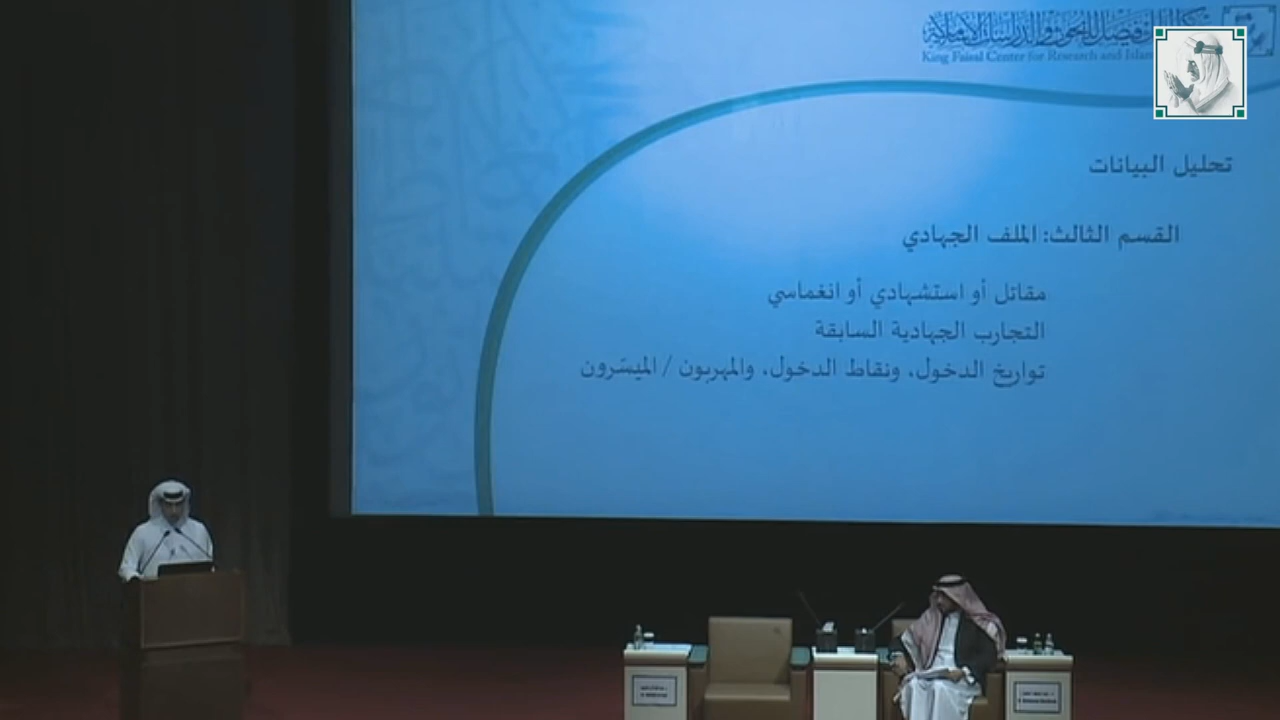 مركز الملك فيصل للبحوث والدراسات الإسلامية
King Faisal Center for Research and
تحليل البيانات
القسم الثالث: الملف الجهادي
مقاتل أو استشهادي أو انغماسي
التجارب الجهادية السابقة
تواريخ الدخول، ونقاط الدخول، والمهربون / الميسّرون